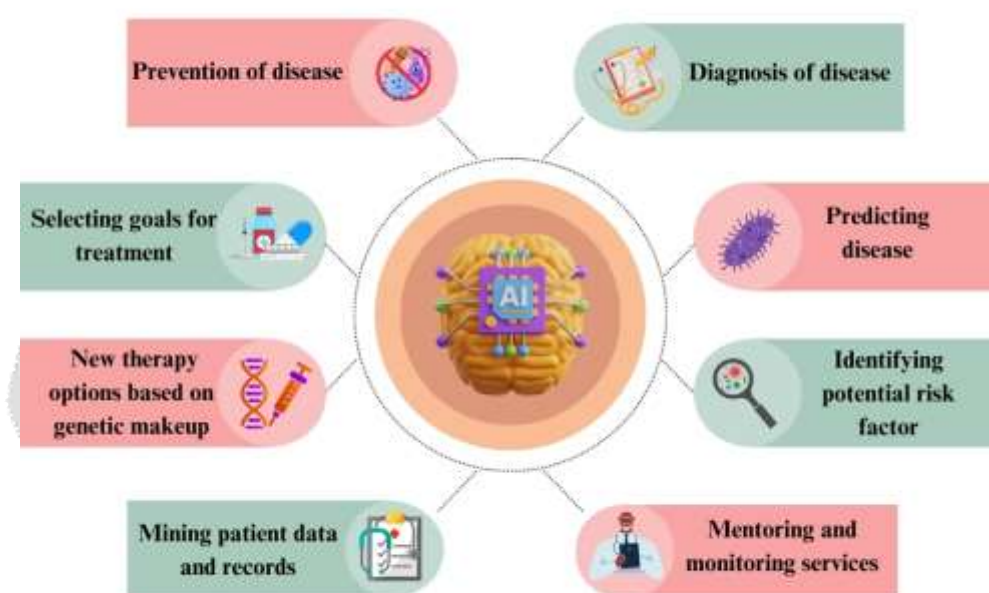 Prevention of disease
Diagnosis of disease
Selecting goals for
treatment
Predicting
disease
AI
New therapy
options based on
genetic makeup
Identifying
potential risk
factor
Mining patient data
and records
Mentoring and
monitoring services